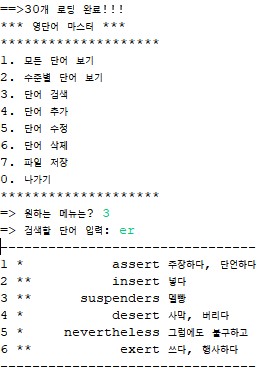 ==>30개 로딩 완료!!!
*** 영단어 마스터 ***
********************
1. 모든 단어 보기
2. 수준별 단어 보기
3. 단어 검색
4. 단어 추가
5. 단어 수정
6. 단어 삭제
7. 파일 저장
0. 나가기
********************
=> 원하는 메뉴는? 3
=> 검색할 단어 입력: er
--------------------------------
1 * assert 주장하다, 단언하다
2 ** insert 넣다
3 ** suspenders 멜빵
4 * desert 사막, 버리다
5 * nevertheless 그럼에도 불구하고
6 ** exert 쓰다, 행사하다
--------------------------------